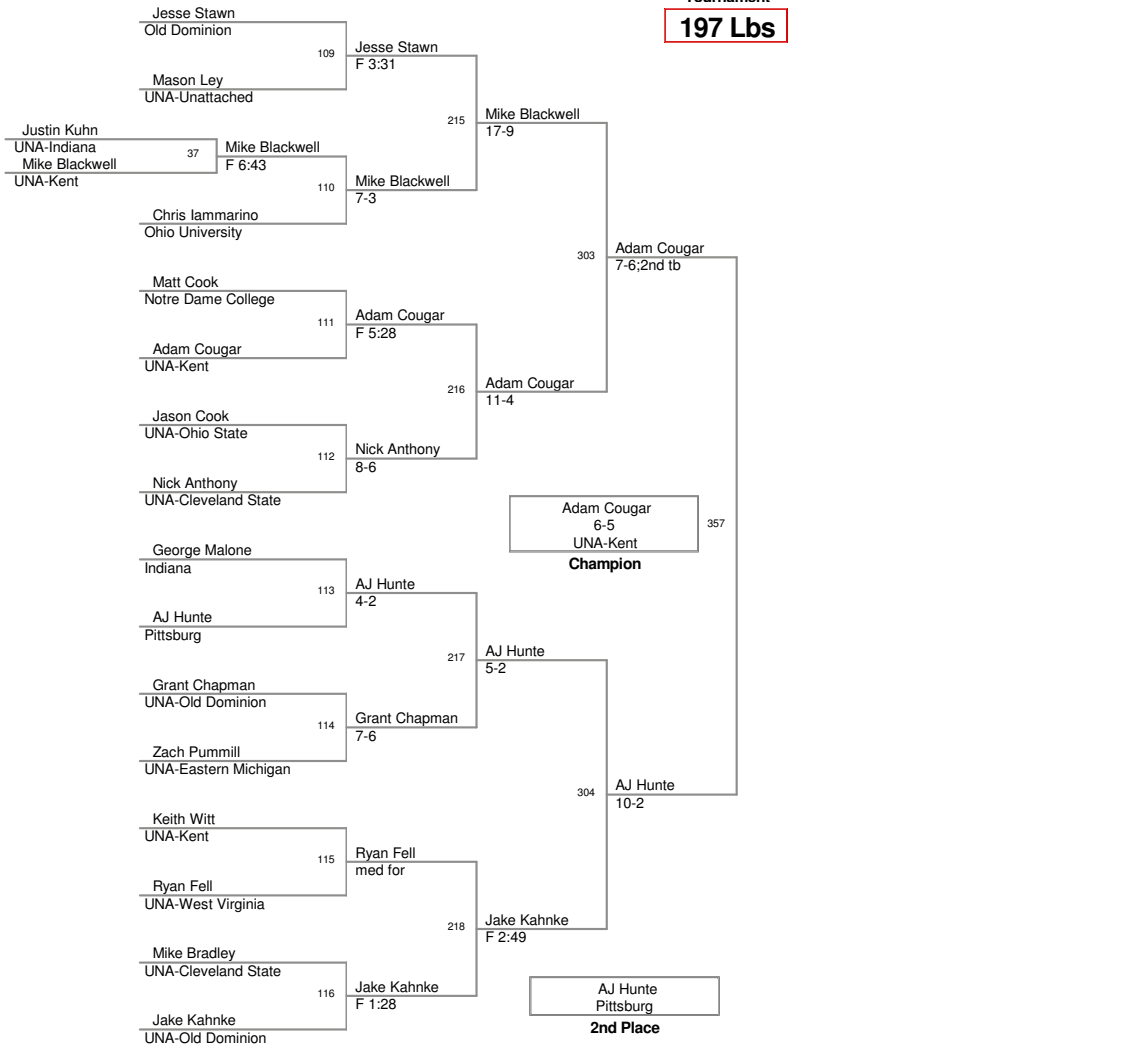 Tournament
197 Lbs
Jesse Stawn
Old Dominion
109
Jesse Stawn
F 3:31
Mason Ley
UNA-Unattached
215
Mike Blackwell
17-9
Justin Kuhn
UNA-Indiana
37
Mike Blackwell
F 6:43
Mike Blackwell
UNA-Kent
110
Mike Blackwell
7-3
Chris Iammarino
Ohio University
303
Adam Cougar
7-6;2nd tb
Matt Cook
Notre Dame College
111
Adam Cougar
F 5:28
Adam Cougar
UNA-Kent
216
Adam Cougar
11-4
Jason Cook
UNA-Ohio State
112
Nick Anthony
8-6
Nick Anthony
UNA-Cleveland State
Adam Cougar
6-5
UNA-Kent
357
Champion
George Malone
Indiana
113
AJ Hunte
4-2
AJ Hunte
Pittsburg
217
AJ Hunte
5-2
Grant Chapman
UNA-Old Dominion
114
Grant Chapman
7-6
Zach Pummill
UNA-Eastern Michigan
304
AJ Hunte
10-2
Keith Witt
UNA-Kent
115
Ryan Fell
med for
Ryan Fell
UNA-West Virginia
218
Jake Kahnke
F 2:49
Mike Bradley
UNA-Cleveland State
116
Jake Kahnke
F 1:28
Jake Kahnke
UNA-Old Dominion
AJ Hunte
Pittsburg
2nd Place